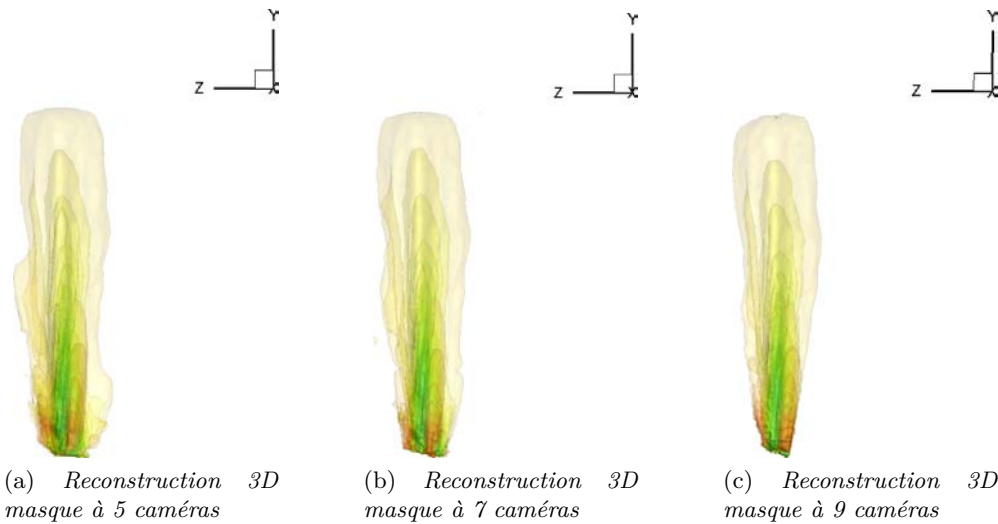 Y
Z
X
Y
Z
X
Y
Z
X
(a) Reconstruction 3D
masque à 5 caméras
(b) Reconstruction 3D
masque à 7 caméras
(c) Reconstruction 3D
masque à 9 caméras